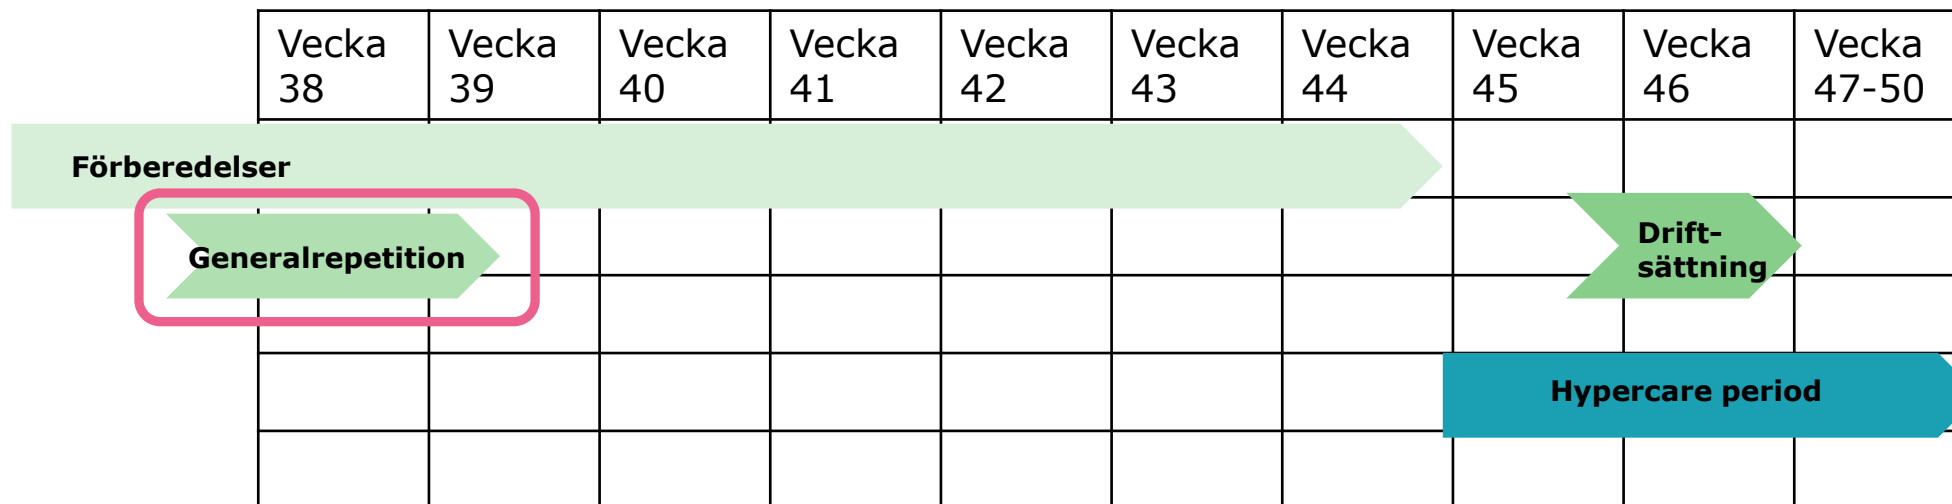 Vecka 38
Vecka 39
Vecka 40
Vecka 41
Vecka 42
Vecka 43
Vecka 44
Vecka 45
Vecka 46
Vecka 47-50
Förberedelser
Generalrepetition
Drift-
sättning
Hypercare period